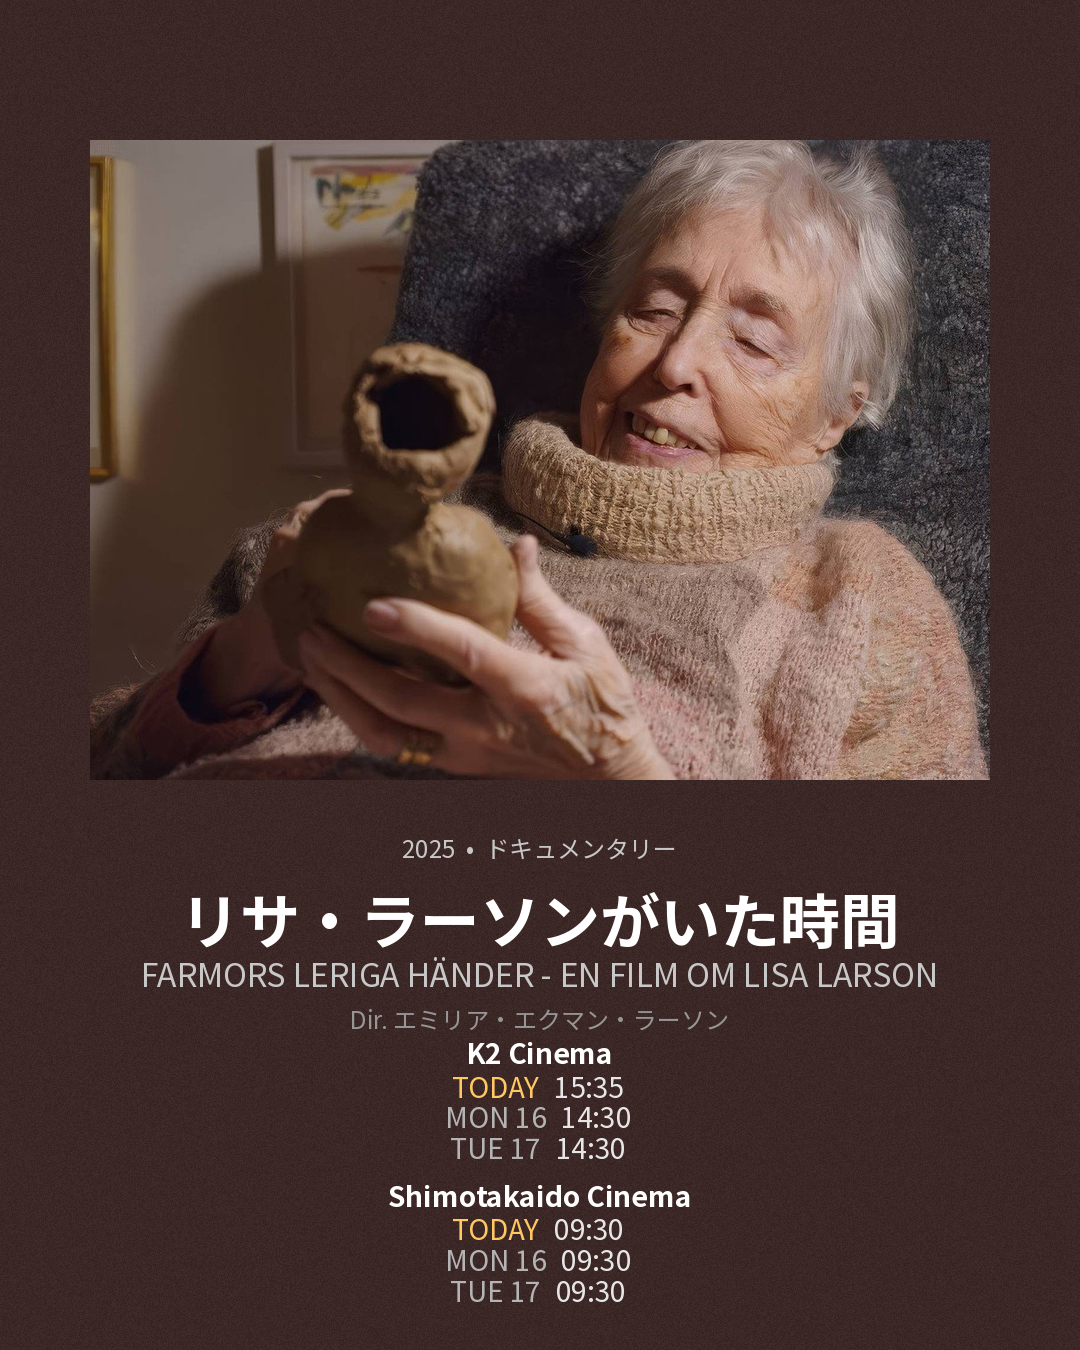 2025 • ドキュメンタリー
リサ・ラーソンがいた時間
FARMORS LERIGA HÄNDER - EN FILM OM LISA LARSON
Dir. エミリア・エクマン・ラーソン
K2 Cinema
TODAY 15:35
MON 16 14:30
TUE 17 14:30
Shimotakaido Cinema
TODAY 09:30
MON 16 09:30
TUE 17 09:30